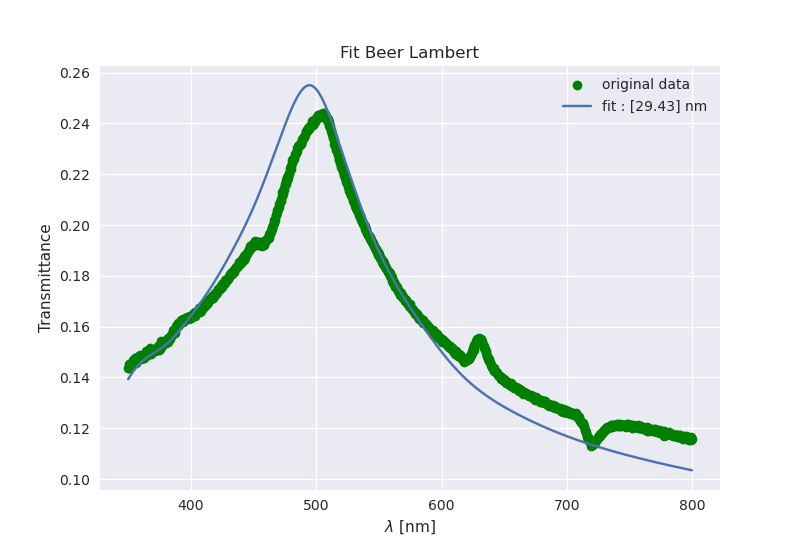 Fit Beer Lambert
original data
fit : [29.43] nm
Transmittance
0.26
0.24
0.22
0.20
0.18
0.16
0.14
0.12
0.10
400
500
600
700
800
λ [nm]